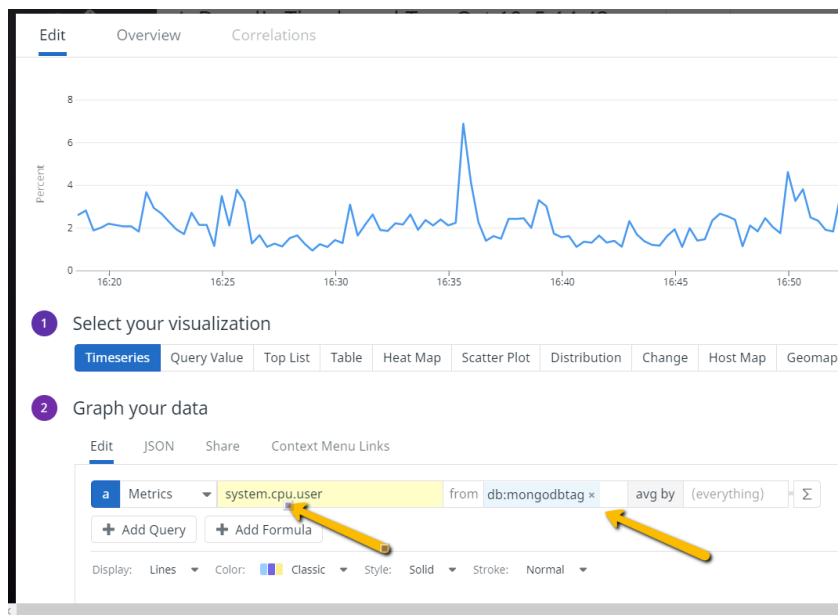 Edit Overview Correlations
8
6
4
2
0
Percent
16:20 16:25 16:30 16:35 16:40 16:45 16:50
1 Select your visualization
Timeseries Query Value Top List Table Heat Map Scatter Plot Distribution Change Host Map Geomap
2 Graph your data
Edit JSON Share Context Menu Links
a Metrics system.cpu.user from db:mongodbtag × avg by (everything) Σ
+ Add Query + Add Formula
Display: Lines Color: Classic Style: Solid Stroke: Normal